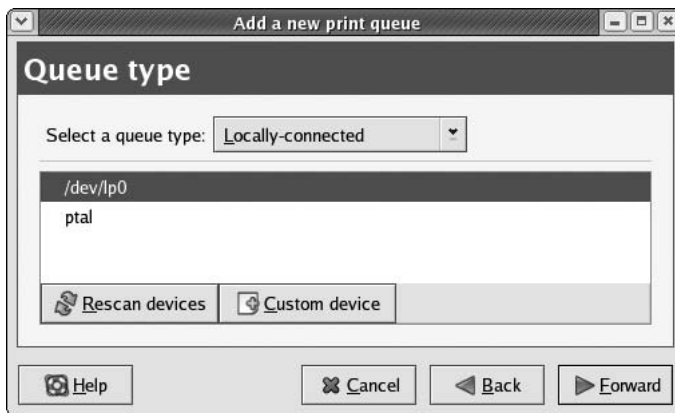 Add a new print queue
Queue type
Select a queue type: Locally-connected
/dev/lp0
ptal
Rescan devices Custom device
Help Cancel Back Forward